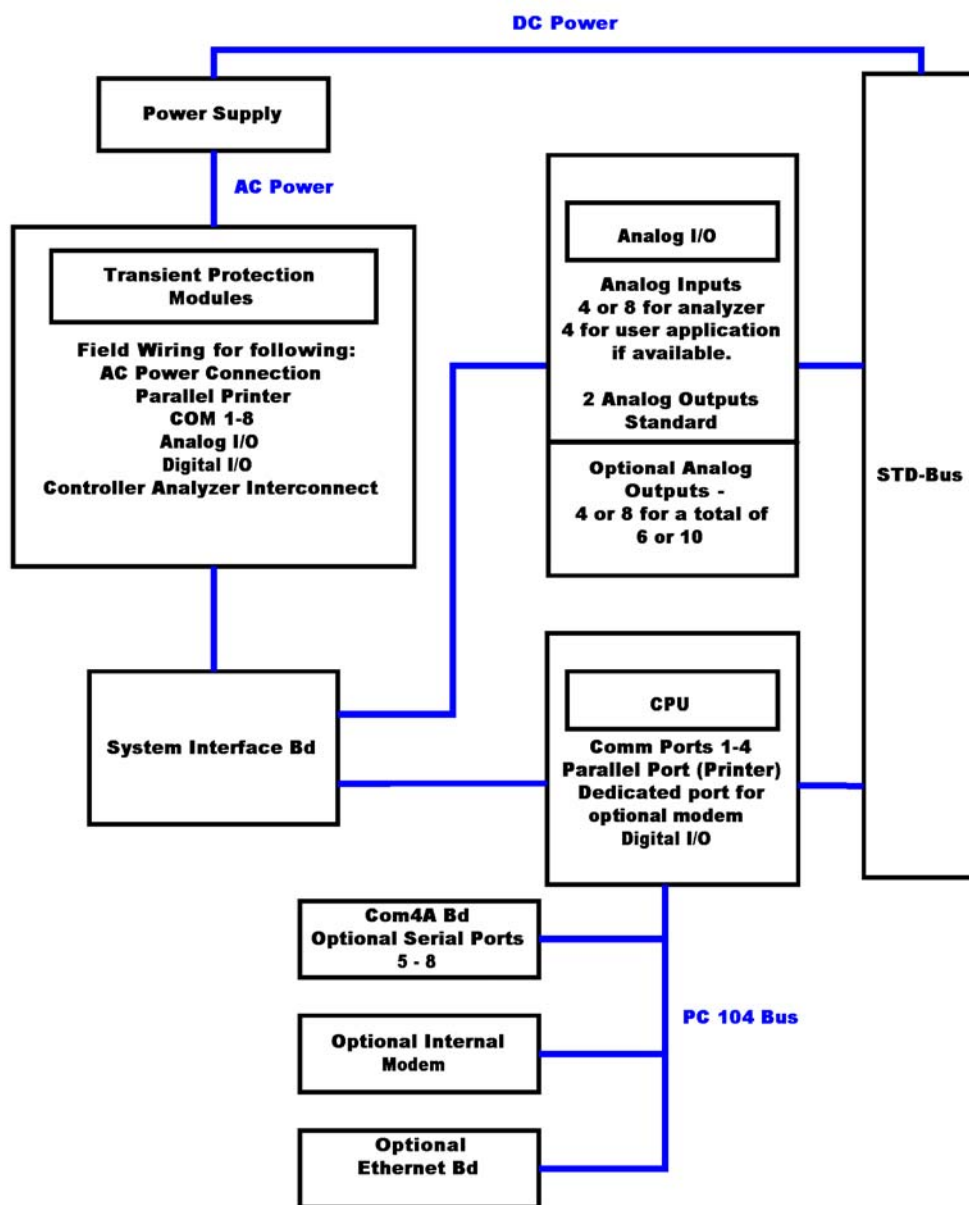 DC Power
Power Supply
AC Power
Transient Protection
Modules
Field Wiring for following:
AC Power Connection
Parallel Printer
COM 1-8
Analog I/O
Digital I/O
Controller Analyzer Interconnect
Analog I/O
Analog Inputs
4 or 8 for analyzer
4 for user application
if available.
2 Analog Outputs
Standard
Optional Analog
Outputs -
4 or 8 for a total of
6 or 10
STD-Bus
System Interface Bd
CPU
Comm Ports 1-4
Parallel Port (Printer)
Dedicated port for
optional modem
Digital I/O
Com4A Bd
Optional Serial Ports
5 - 8
PC 104 Bus
Optional Internal
Modem
Optional
Ethernet Bd